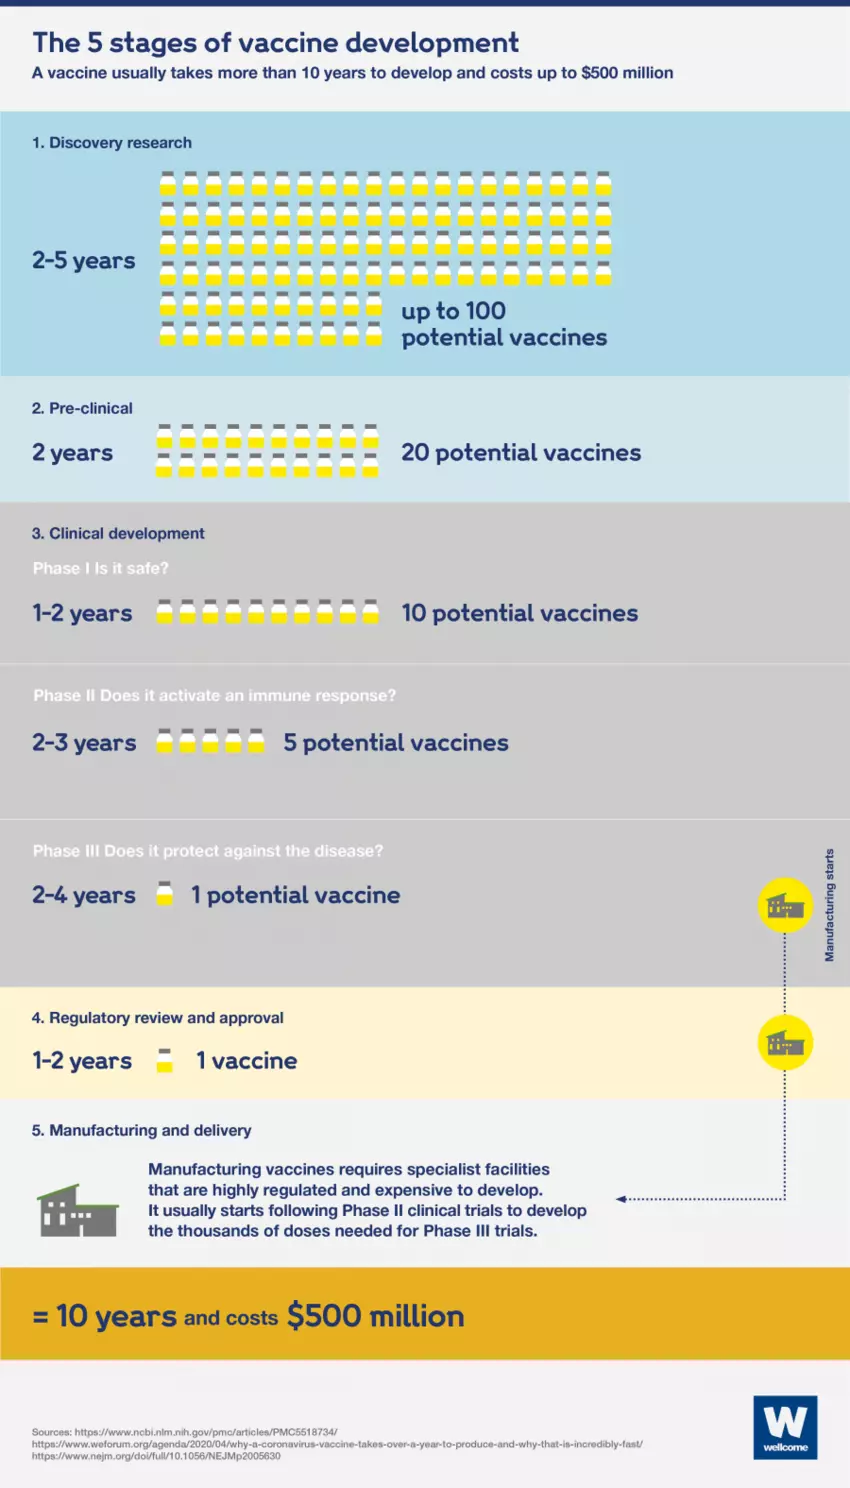 The 5 stages of vaccine development
A vaccine usually takes more than 10 years to develop and costs up to $500 million
1. Discovery research
2-5 years
up to 100
potential vaccines
2. Pre-clinical
2 years
20 potential vaccines
3. Clinical development
Phase I Is it safe?
1-2 years
10 potential vaccines
Phase II Does it activate an immune response?
2-3 years
5 potential vaccines
Phase III Does it protect against the disease?
2-4 years
1 potential vaccine
Manufacturing starts
4. Regulatory review and approval
1-2 years
1 vaccine
5. Manufacturing and delivery
Manufacturing vaccines requires specialist facilities
that are highly regulated and expensive to develop.
It usually starts following Phase II clinical trials to develop
the thousands of doses needed for Phase III trials.
= 10 years and costs $500 million
Sources: https://www.ncbi.nlm.nih.gov/pmc/articles/PMC5518734/
https://www.weforum.org/agenda/2020/04/why-a-coronavirus-vaccine-takes-over-a-year-to-produce-and-why-that-is-incredibly-fast/
https://www.nejm.org/doi/full/10.1056/NEJMp2005630
W
wellcome